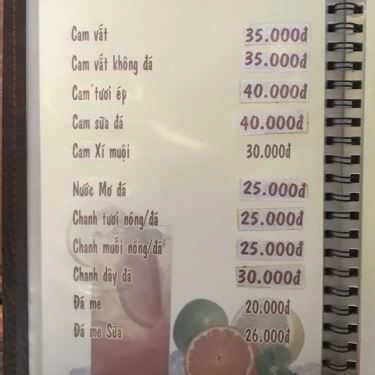 Cam vắt 35.000đ
Cam vắt không đá 35.000đ
Cam tươi ép 40.000đ
Cam sữa đá 40.000đ
Cam Xí muội 30.000đ
Nước Mơ đá 25.000đ
Chanh tươi nóng/đá 25.000đ
Chanh muối nóng/đá 25.000đ
Chanh dây đá 30.000đ
Đá me 20.000đ
Đá me Sữa 26.000đ